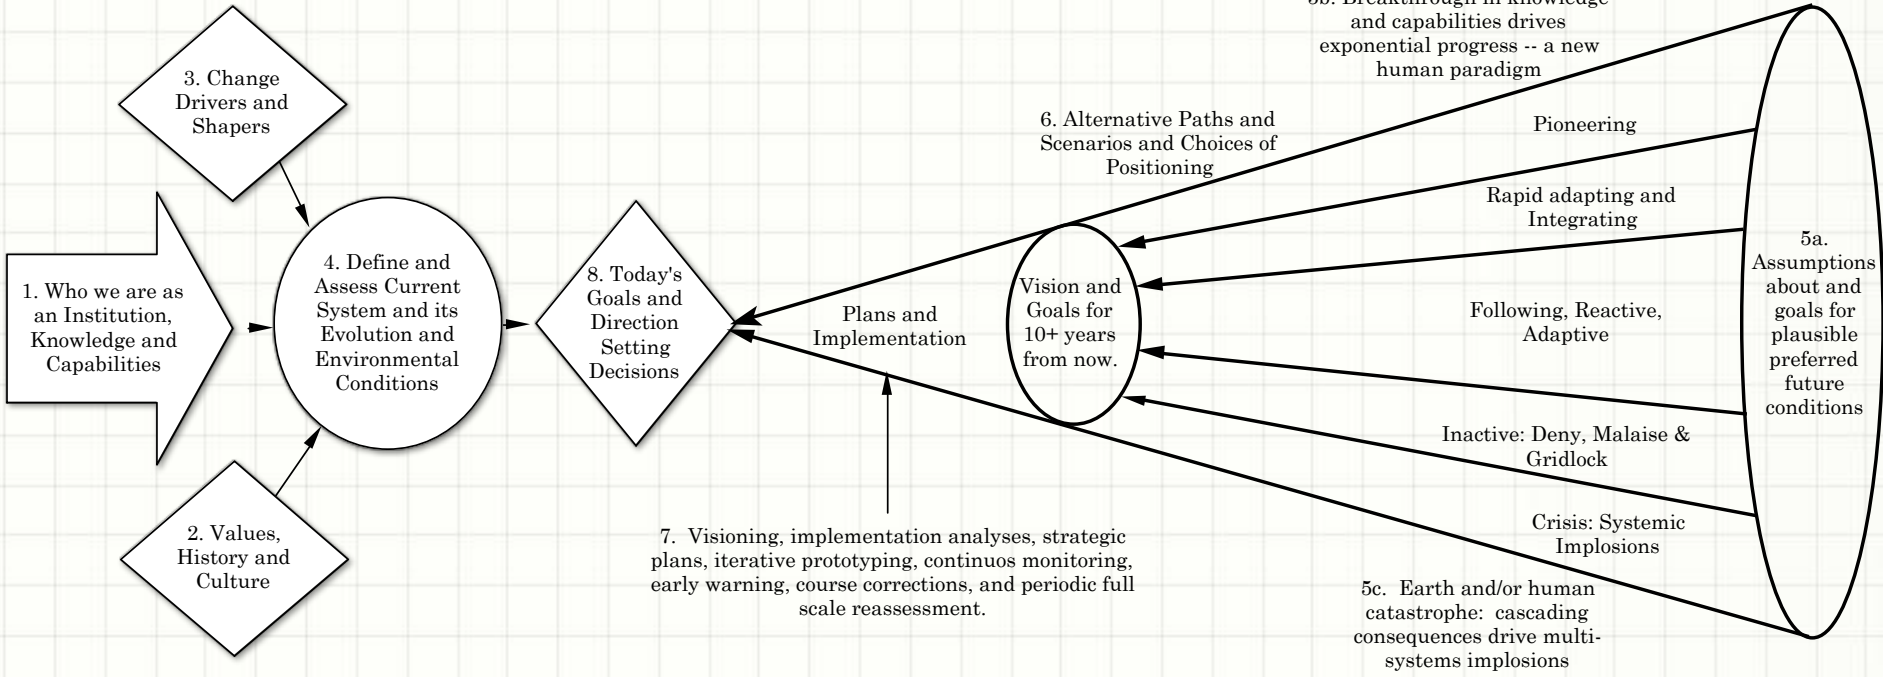 3. Change
Drivers and
Shapers
1. Who we are as
an Institution,
Knowledge and
Capabilities
2. Values,
History and
Culture
4. Define and
Assess Current
System and its
Evolution and
Environmental
Conditions
8. Today's
Goals and
Direction
Setting
Decisions
Plans and
Implementation
Vision and
Goals for
10+ years
from now.
6. Alternative Paths and
Scenarios and Choices of
Positioning
7. Visioning, implementation analyses, strategic
plans, iterative prototyping, continuos monitoring,
early warning, course corrections, and periodic full
scale reassessment.
5b. Breakthrough in knowledge
and capabilities drives
exponential progress -- a new
human paradigm
Pioneering
Rapid adapting and
Integrating
Following, Reactive,
Adaptive
Inactive: Deny, Malaise &
Gridlock
Crisis: Systemic
Implosions
5c. Earth and/or human
catastrophe: cascading
consequences drive multi-
systems implosions
5a.
Assumptions
about and
goals for
plausible
preferred
future
conditions